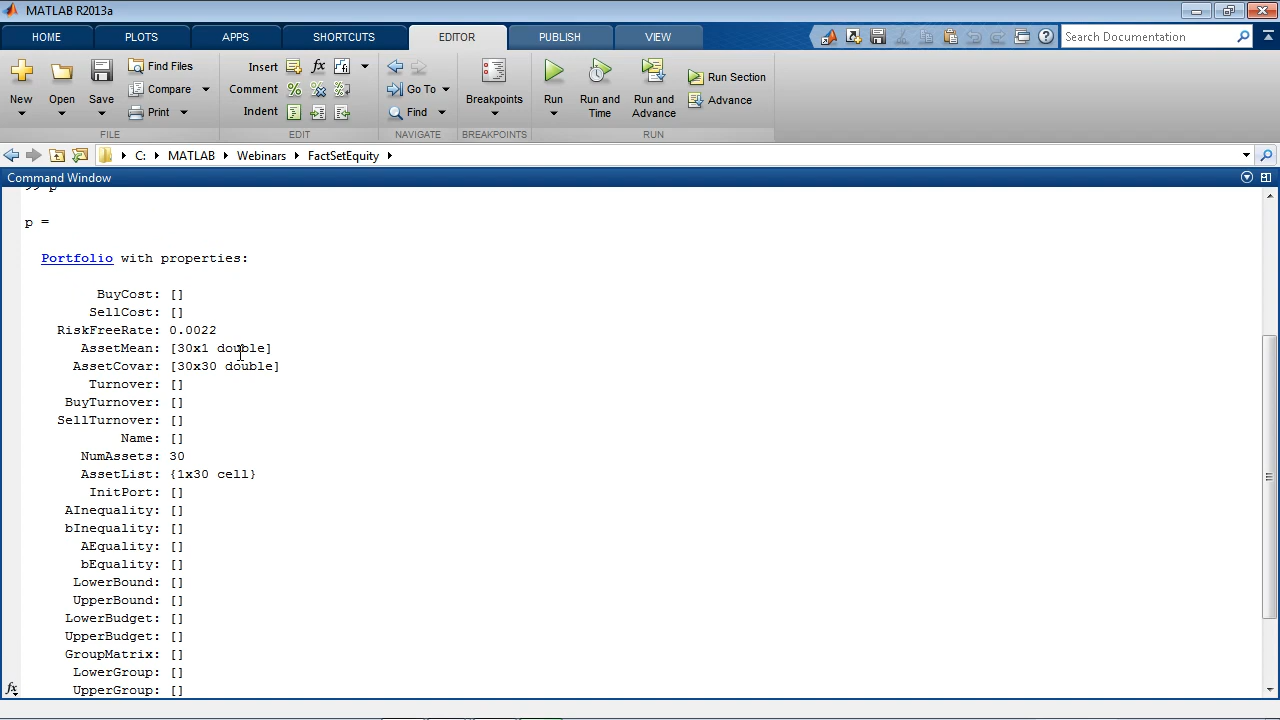 MATLAB R2013a
HOME PLOTS APPS SHORTCUTS EDITOR PUBLISH VIEW Search Documentation
New Open Save Find Files Compare Print
Insert fx
Comment
Indent
Go To
Find
Breakpoints
Run Run and Time Run and Advance Run Section Advance
FILE EDIT NAVIGATE BREAKPOINTS RUN
C: MATLAB Webinars FactSetEquity
Command Window
>> p
p =
Portfolio with properties:
BuyCost: []
SellCost: []
RiskFreeRate: 0.0022
AssetMean: [30x1 double]
AssetCovar: [30x30 double]
Turnover: []
BuyTurnover: []
SellTurnover: []
Name: []
NumAssets: 30
AssetList: {1x30 cell}
InitPort: []
AInequality: []
bInequality: []
AEquality: []
bEquality: []
LowerBound: []
UpperBound: []
LowerBudget: []
UpperBudget: []
GroupMatrix: []
LowerGroup: []
UpperGroup: []
fx